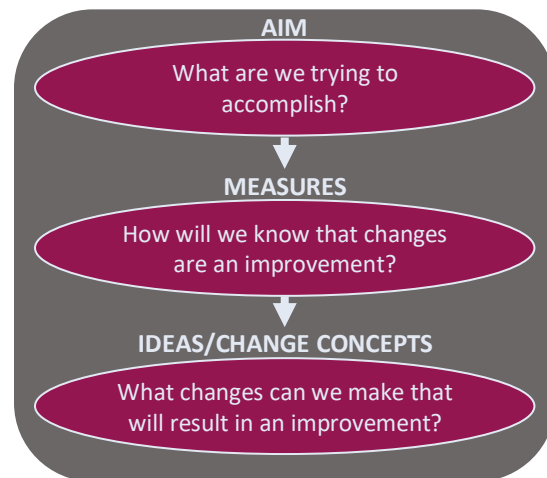 AIM
What are we trying to
accomplish?
MEASURES
How will we know that changes
are an improvement?
IDEAS/CHANGE CONCEPTS
What changes can we make that
will result in an improvement?